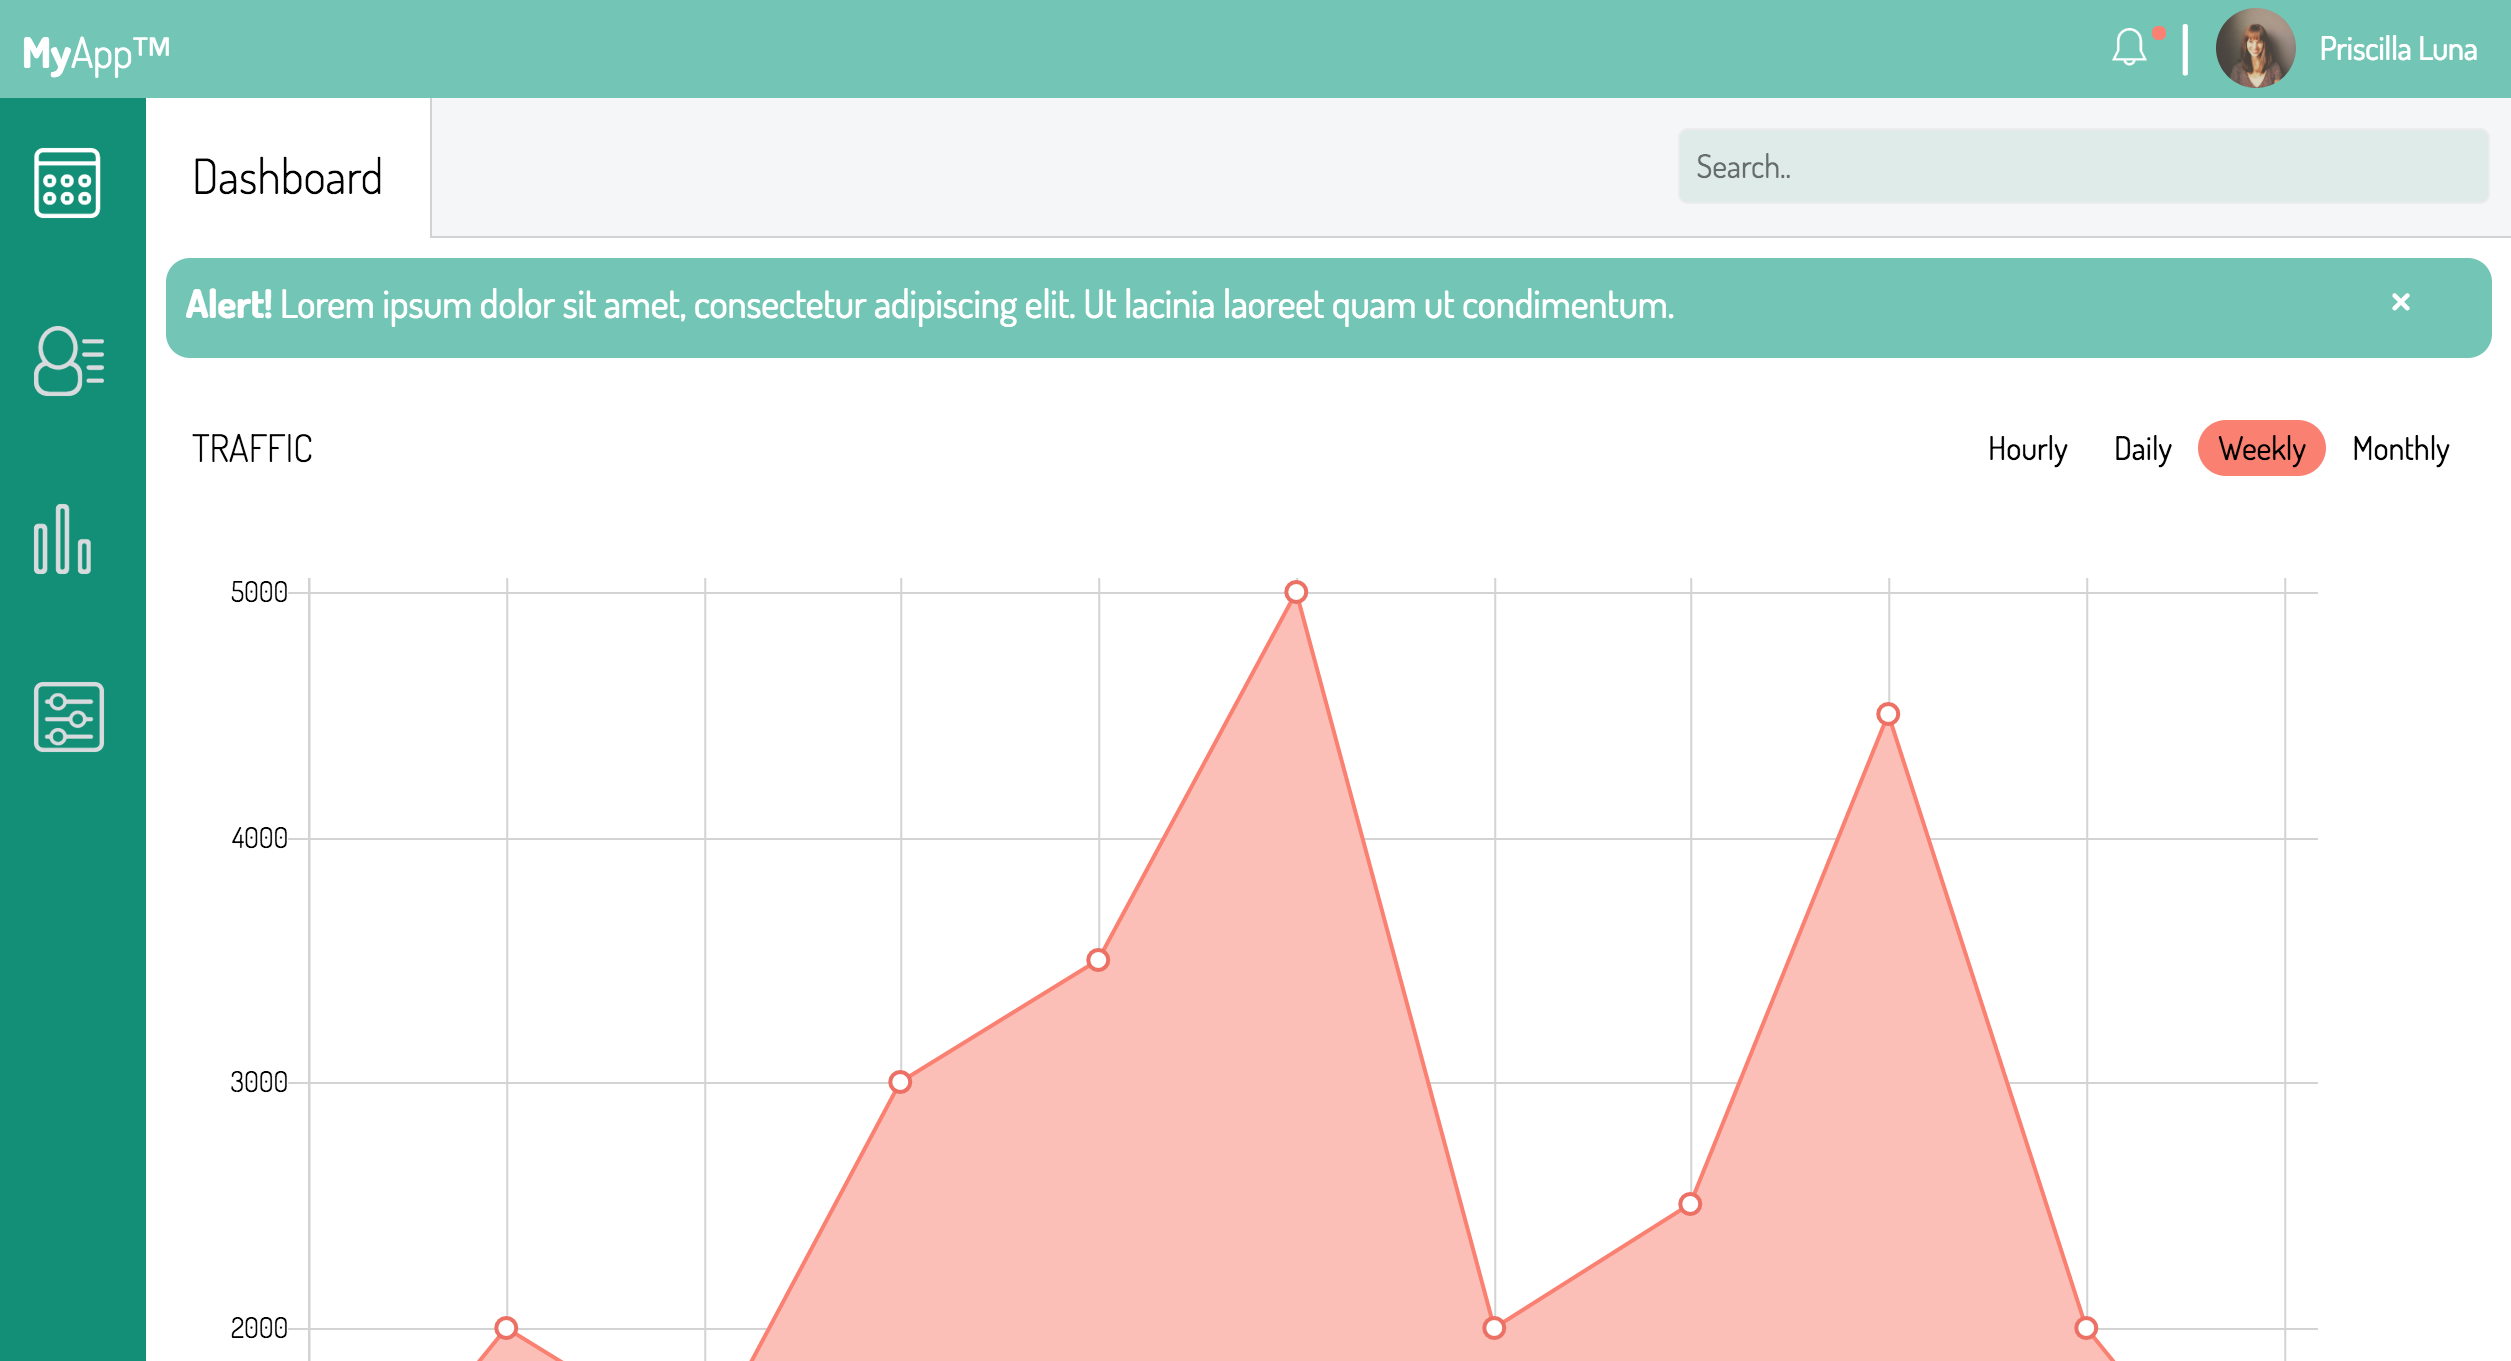 MyApp™
Priscilla Luna
Dashboard
Search..
Alert! Lorem ipsum dolor sit amet, consectetur adipiscing elit. Ut lacinia laoreet quam ut condimentum.
TRAFFIC
Hourly Daily Weekly Monthly
5000
4000
3000
2000